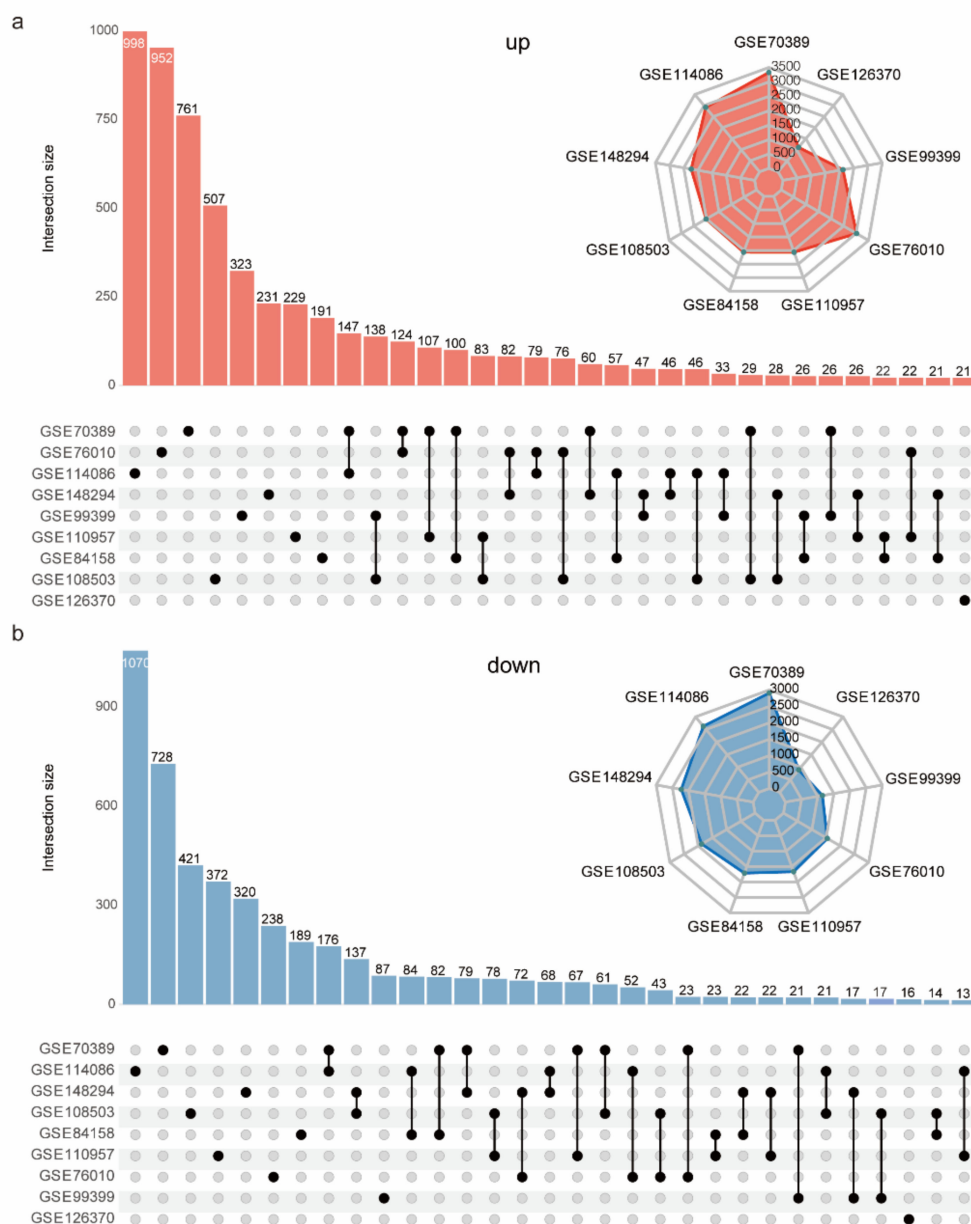 a
up
Intersection size
1000
750
500
250
0
998
952
761
507
323
231
229
191
147
138
124
107
100
83
82
79
76
60
57
47
46
46
33
29
28
26
26
26
22
22
21
21
GSE70389
GSE126370
GSE99399
GSE76010
GSE110957
GSE84158
GSE108503
GSE148294
GSE114086
3500
3000
2500
2000
1500
1000
500
0
GSE70389
GSE76010
GSE114086
GSE148294
GSE99399
GSE110957
GSE84158
GSE108503
GSE126370
b
down
Intersection size
900
600
300
0
1070
728
421
372
320
238
189
176
137
87
84
82
79
78
72
68
67
61
52
43
23
23
22
22
21
21
17
17
16
14
13
GSE70389
GSE126370
GSE99399
GSE76010
GSE110957
GSE84158
GSE108503
GSE148294
GSE114086
3000
2500
2000
1500
1000
500
0
GSE70389
GSE114086
GSE148294
GSE108503
GSE84158
GSE110957
GSE76010
GSE99399
GSE126370